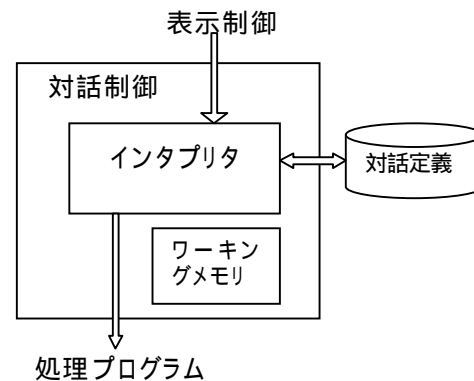 表示制御
対話制御
インタプリタ
対話定義
ワーキン
グメモリ
処理プログラム